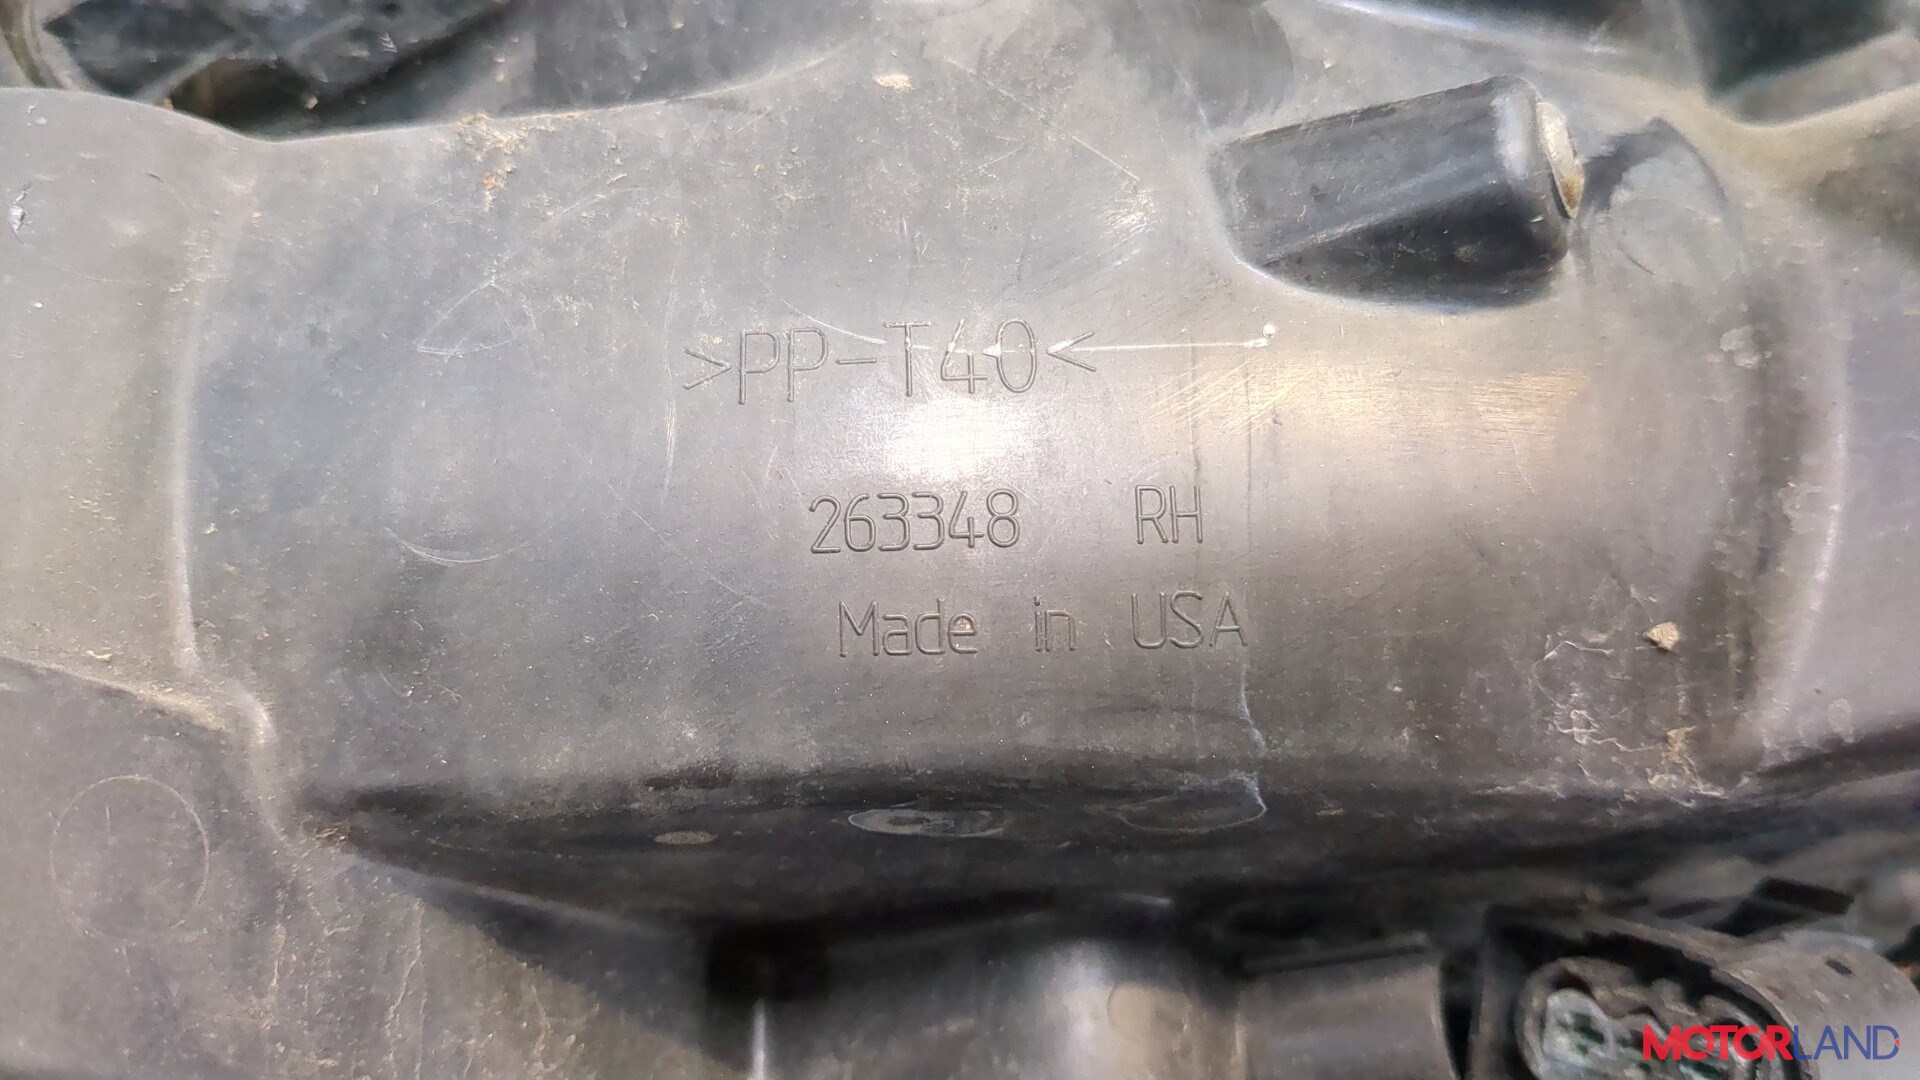 >PP-T40<
263348 RH
Made in USA
MOTORLAND